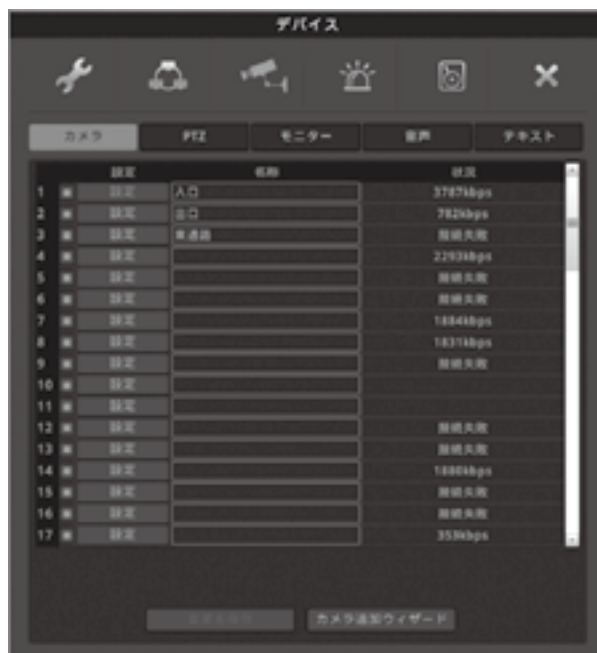 デバイス
カメラ PTZ モニター 音声 テキスト
設定 名称 状況
1 設定 入口 3787kbps
2 設定 出口 782kbps
3 設定 東通路 接続失敗
4 設定 2293kbps
5 設定 接続失敗
6 設定 接続失敗
7 設定 1884kbps
8 設定 1831kbps
9 設定 接続失敗
10 設定
11 設定
12 設定 接続失敗
13 設定 接続失敗
14 設定 1880kbps
15 設定 接続失敗
16 設定 接続失敗
17 設定 353kbps
カメラ追加ウィザード